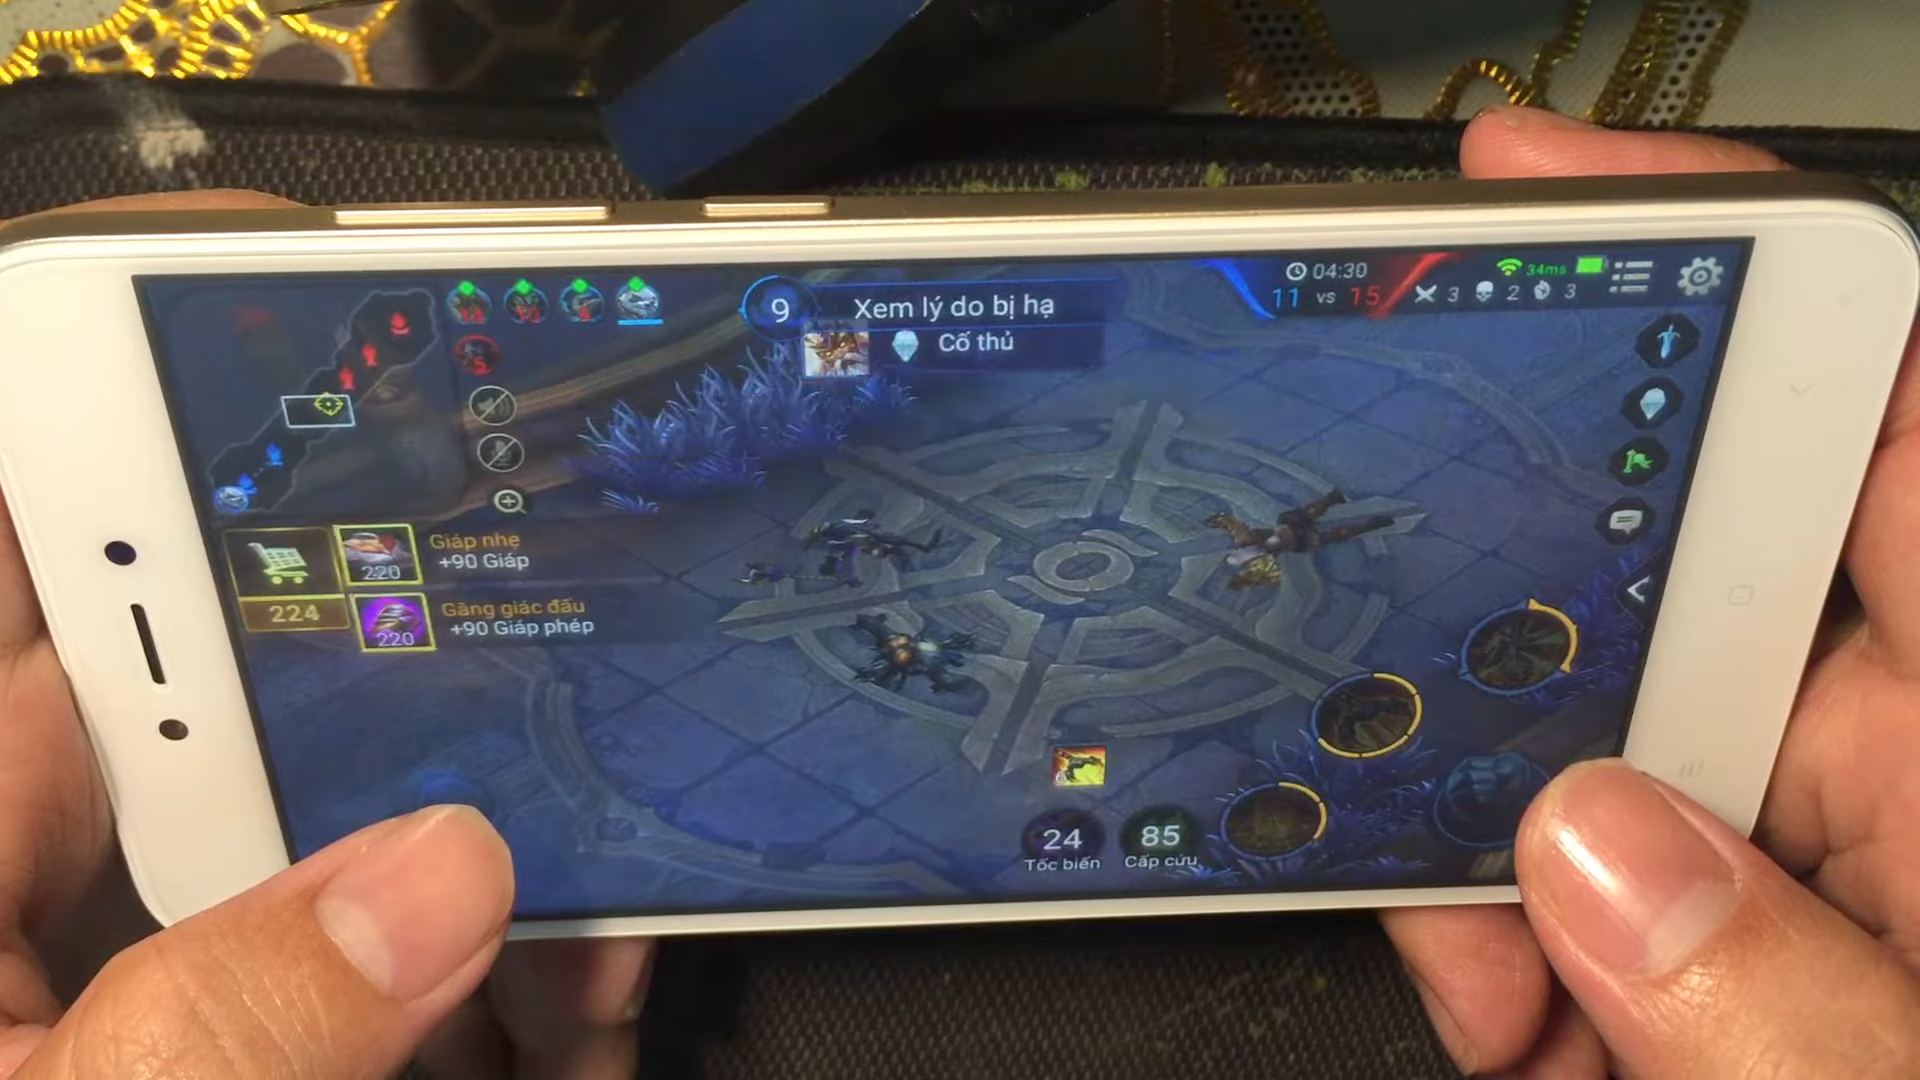 9
Xem lý do bị hạ
Cố thủ
04:30
11 vs 15
34ms
3 2 3
5
Giáp nhẹ
+90 Giáp
220
224
Găng giác đấu
+90 Giáp phép
220
24
Tốc biến
85
Cấp cứu